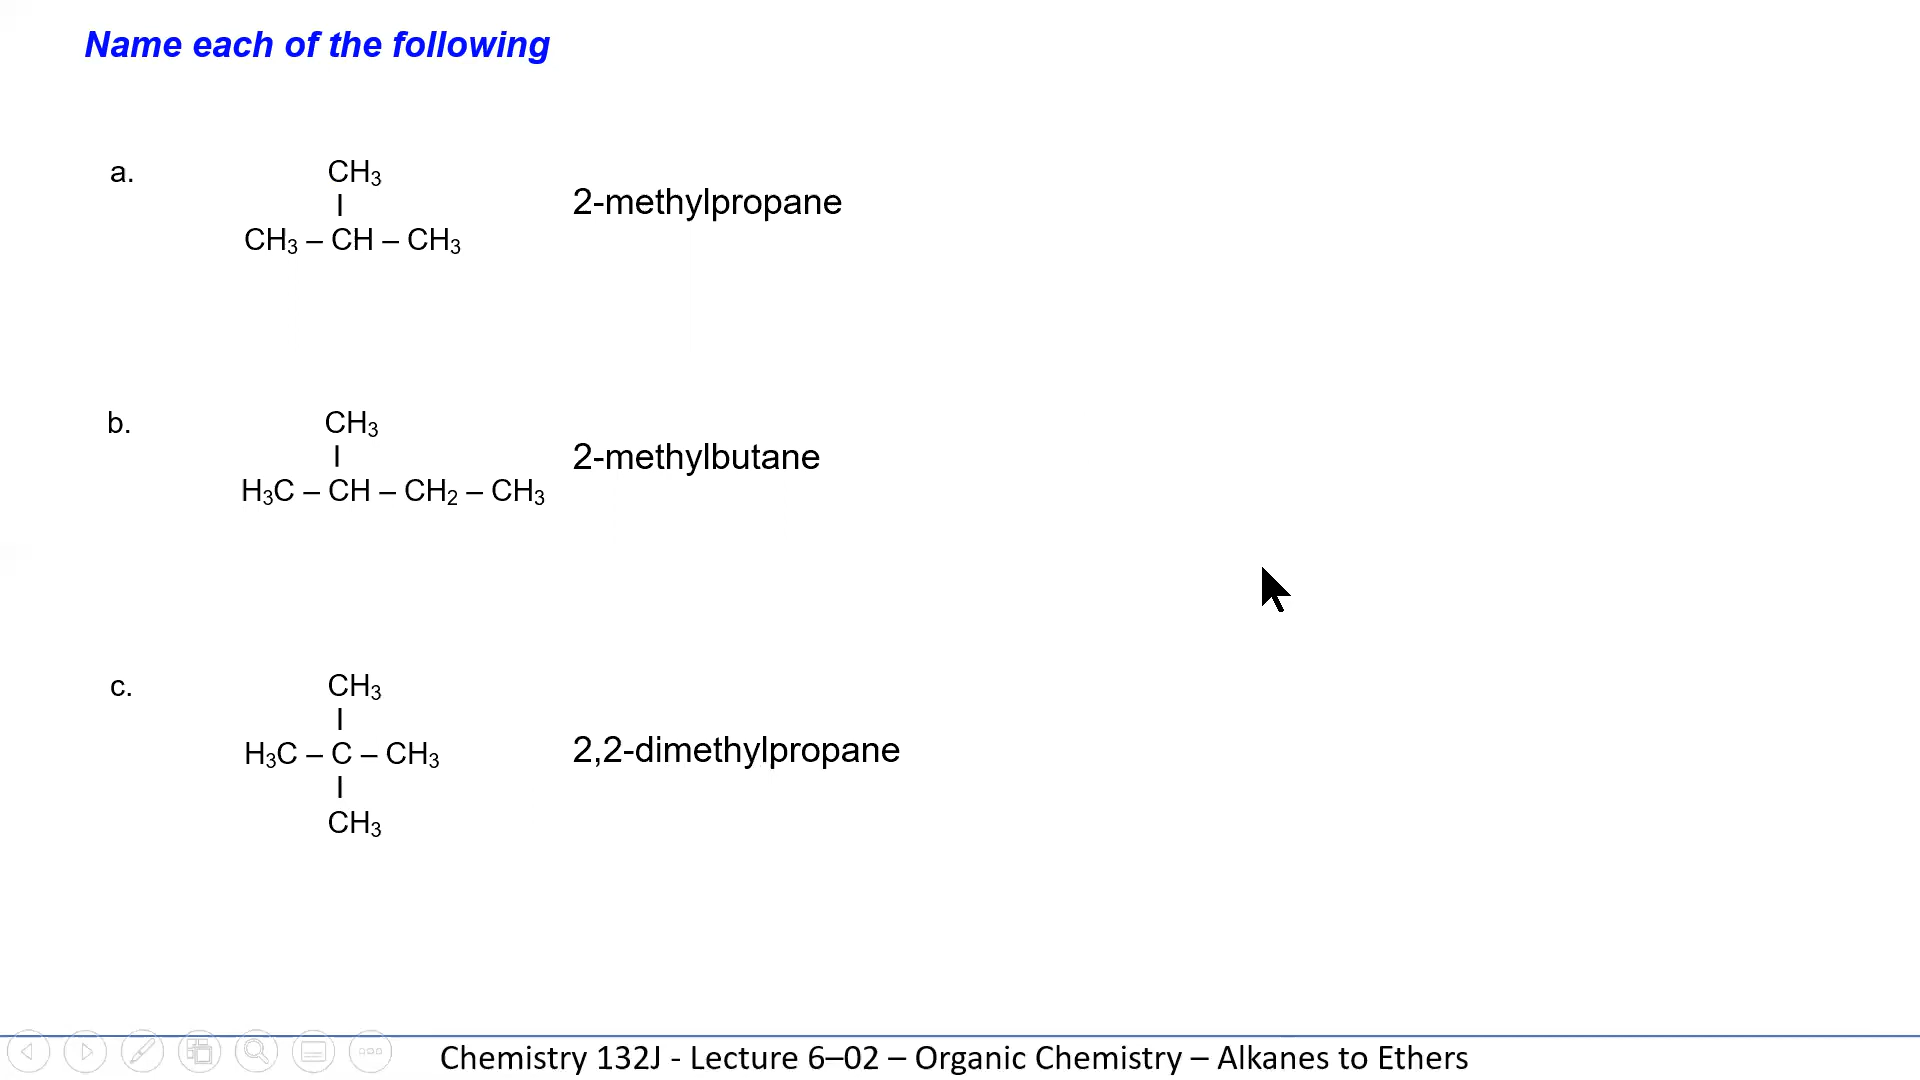 Name each of the following
a.
CH₃
CH₃ – CH – CH₃
2-methylpropane
b.
CH₃
H₃C – CH – CH₂ – CH₃
2-methylbutane
c.
CH₃
H₃C – C – CH₃
CH₃
2,2-dimethylpropane
Chemistry 132J - Lecture 6–02 – Organic Chemistry – Alkanes to Ethers